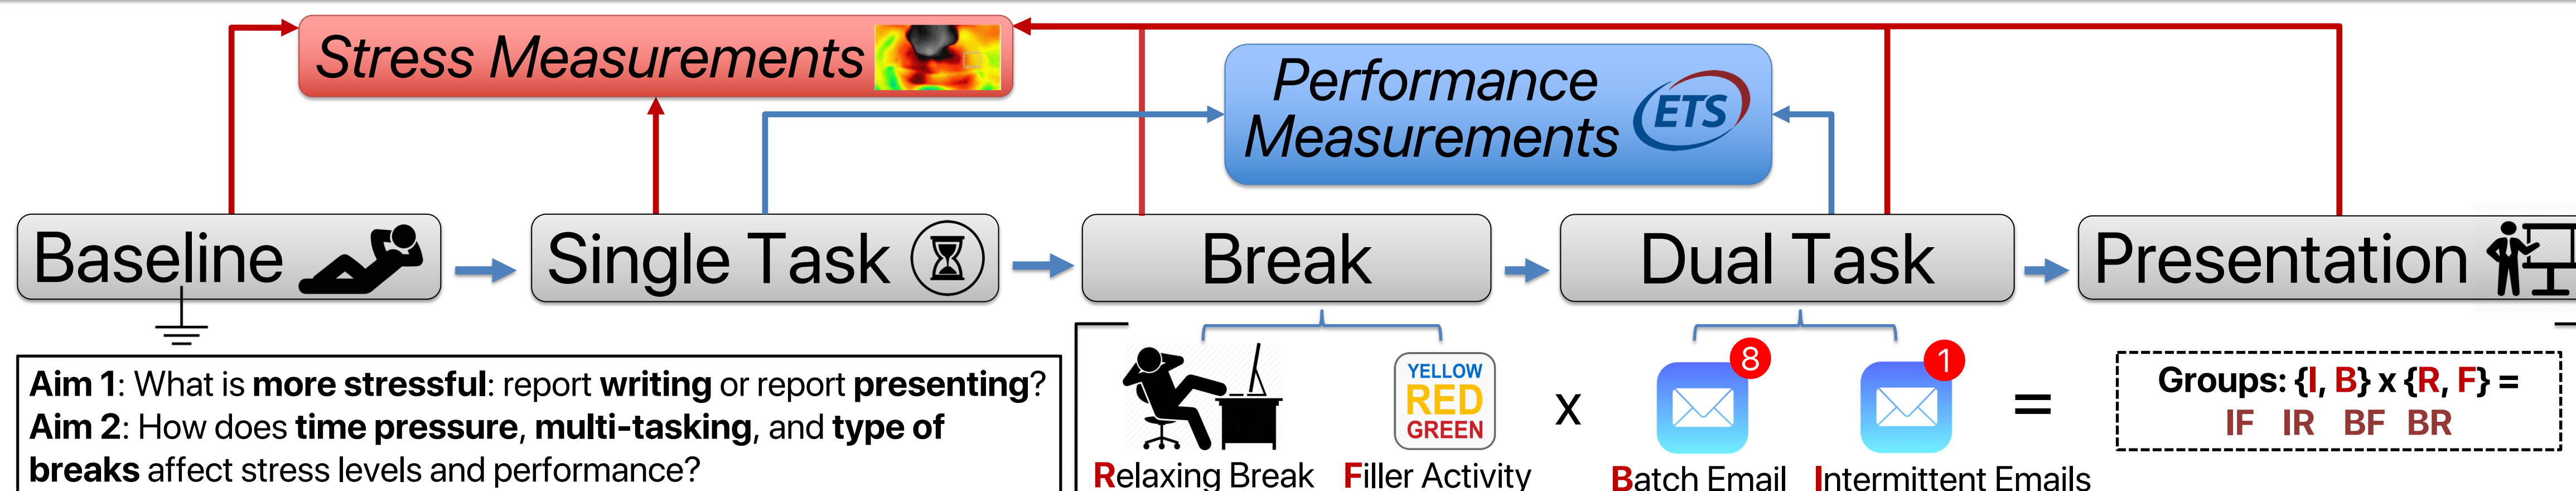 Stress Measurements
Performance
Measurements
ETS
Baseline
Single Task
Break
Dual Task
Presentation
Aim 1: What is more stressful: report writing or report presenting?
Aim 2: How does time pressure, multi-tasking, and type of
breaks affect stress levels and performance?
YELLOW
RED
GREEN
Relaxing Break
Filler Activity
x
8
1
Batch Email
Intermittent Emails
=
Groups: {I, B} x {R, F} =
IF IR BF BR